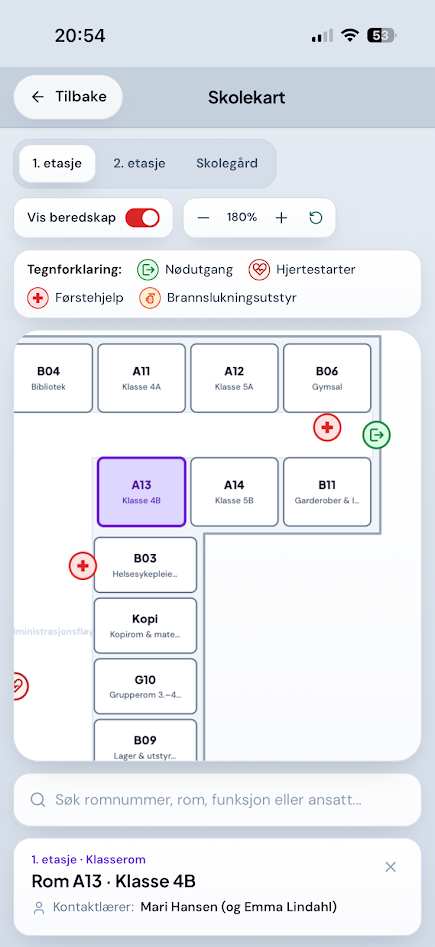 20:54
53
Tilbake
Skolekart
1. etasje 2. etasje Skolegård
Vis beredskap
180%
Tegnforklaring: Nødutgang Hjertestarter
Førstehjelp Brannslukningsutstyr
B04 A11 A12 B06
Bibliotek Klasse 4A Klasse 5A Gymsal
A13 A14 B11
Klasse 4B Klasse 5B Garderober & l...
B03
Helsesykepleie...
Kopi
ministrasjonsfløy Kopirom & mate...
G10
Grupperom 3.–4...
B09
Lager & utstyr...
Søk romnummer, rom, funksjon eller ansatt...
1. etasje · Klasserom
Rom A13 · Klasse 4B
Kontaktlærer: Mari Hansen (og Emma Lindahl)